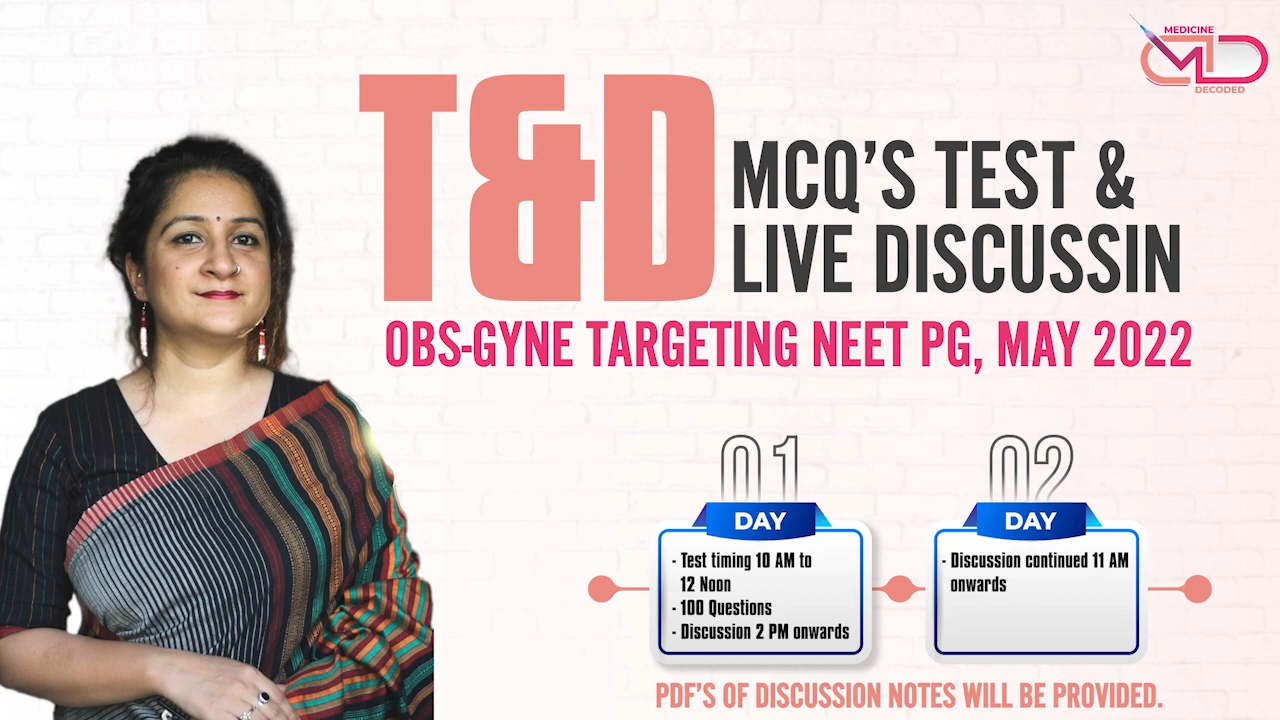 MEDICINE
MD
DECODED
T&D
MCQ'S TEST &
LIVE DISCUSSIN
OBS-GYNE TARGETING NEET PG, MAY 2022
01
DAY
- Test timing 10 AM to
12 Noon
- 100 Questions
- Discussion 2 PM onwards
02
DAY
- Discussion continued 11 AM
onwards
PDF'S OF DISCUSSION NOTES WILL BE PROVIDED.